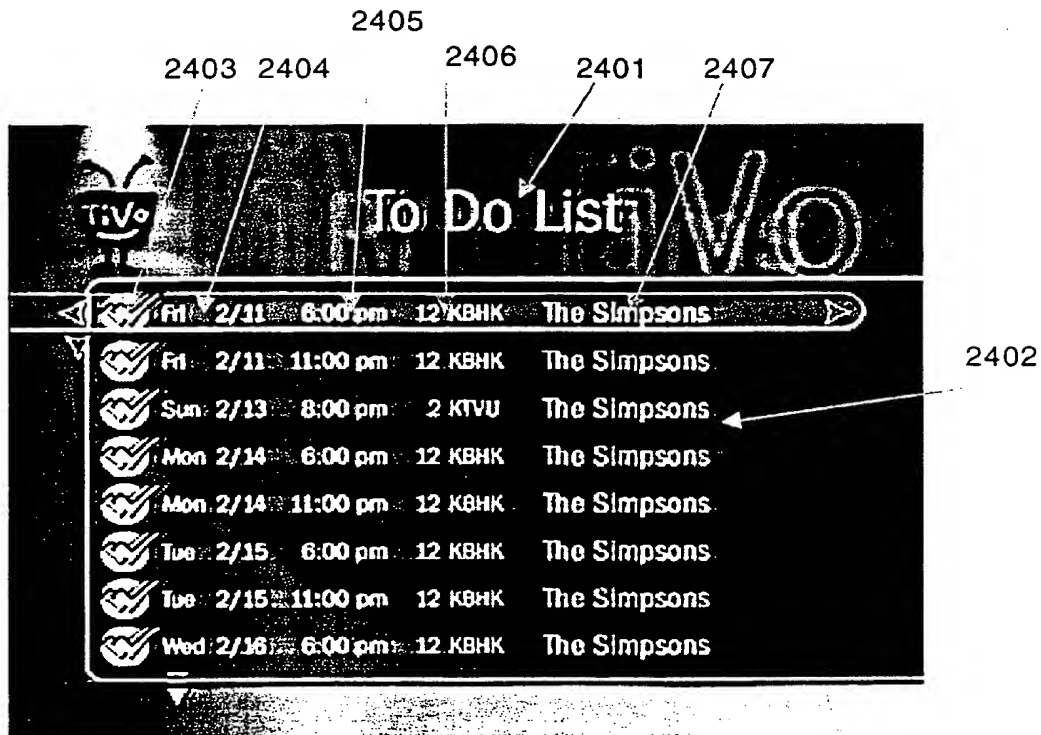 2405
2403 2404 2406 2401 2407
TiVo To Do List TiVo
Fri 2/11 6:00 pm 12 KBHK The Simpsons
Fri 2/11 11:00 pm 12 KBHK The Simpsons
2402
Sun 2/13 8:00 pm 2 KTVU The Simpsons
Mon 2/14 6:00 pm 12 KBHK The Simpsons
Mon 2/14 11:00 pm 12 KBHK The Simpsons
Tue 2/15 6:00 pm 12 KBHK The Simpsons
Tue 2/15 11:00 pm 12 KBHK The Simpsons
Wed 2/16 6:00 pm 12 KBHK The Simpsons